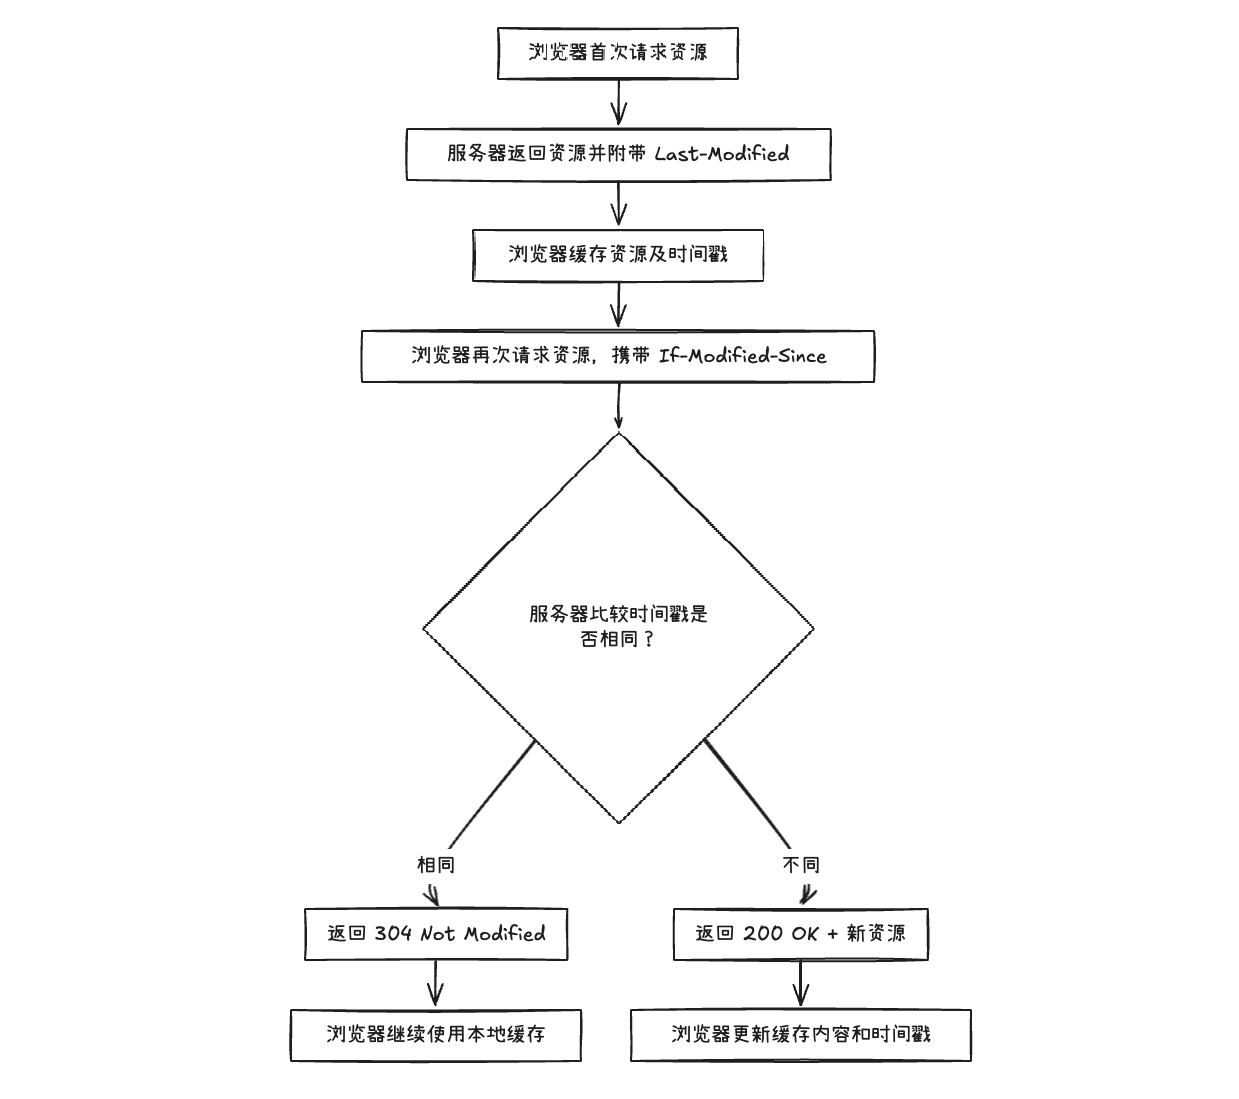 浏览器首次请求资源
服务器返回资源并附带 Last-Modified
浏览器缓存资源及时间戳
浏览器再次请求资源，携带 If-Modified-Since
服务器比较时间戳是
否相同？
相同
不同
返回 304 Not Modified
返回 200 OK + 新资源
浏览器继续使用本地缓存
浏览器更新缓存内容和时间戳